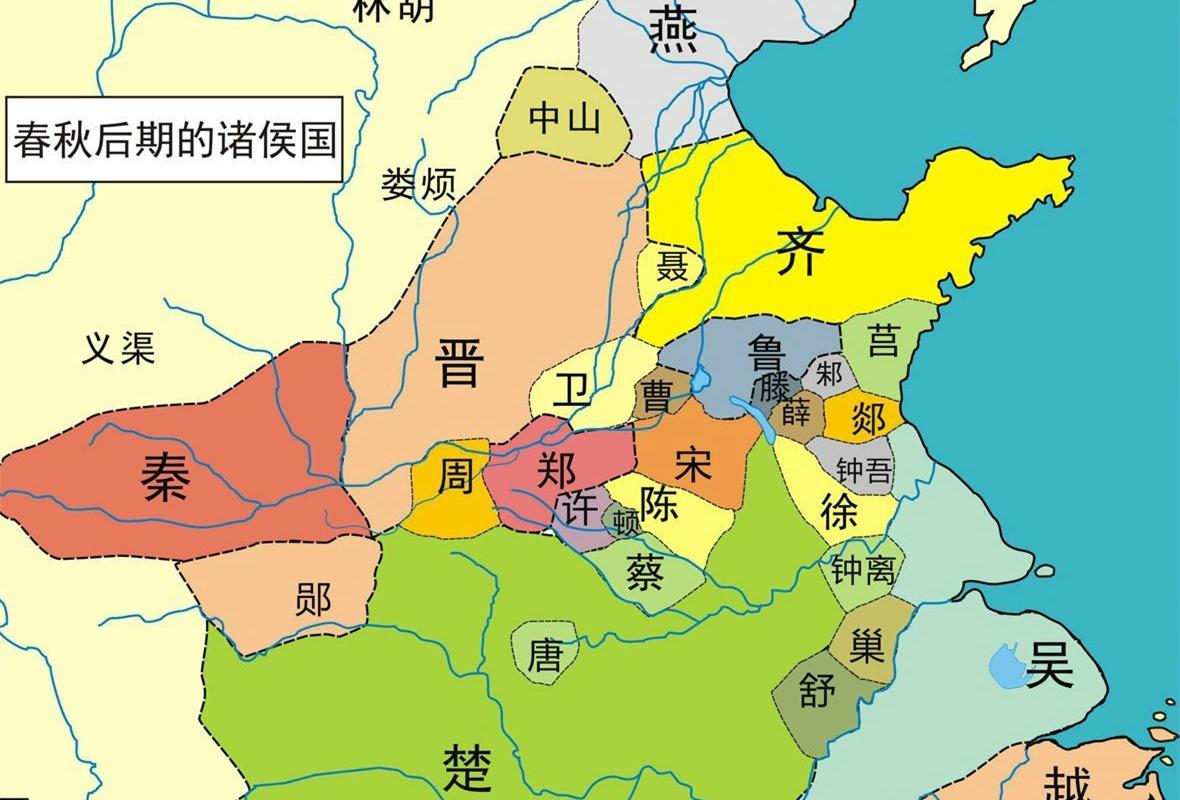 林胡
燕
中山
春秋后期的诸侯国
娄烦
齐
聂
义渠
晋
鲁
莒
卫
曹
滕
邾
薛
郯
秦
周
郑
宋
钟吾
许
顿
陈
徐
蔡
钟离
郧
唐
巢
舒
吴
楚
越